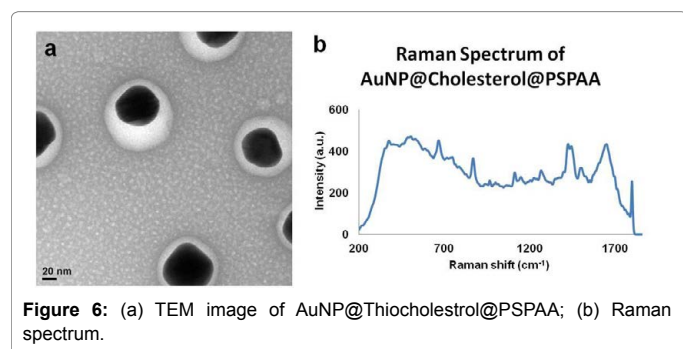 a
20 nm
b
Raman Spectrum of
AuNP@Cholesterol@PSPAA
Intensity (a.u.)
600
400
200
0
200 700 1200 1700
Raman shift (cm⁻¹)
Figure 6: (a) TEM image of AuNP@Thiocholestrol@PSPAA; (b) Raman
spectrum.